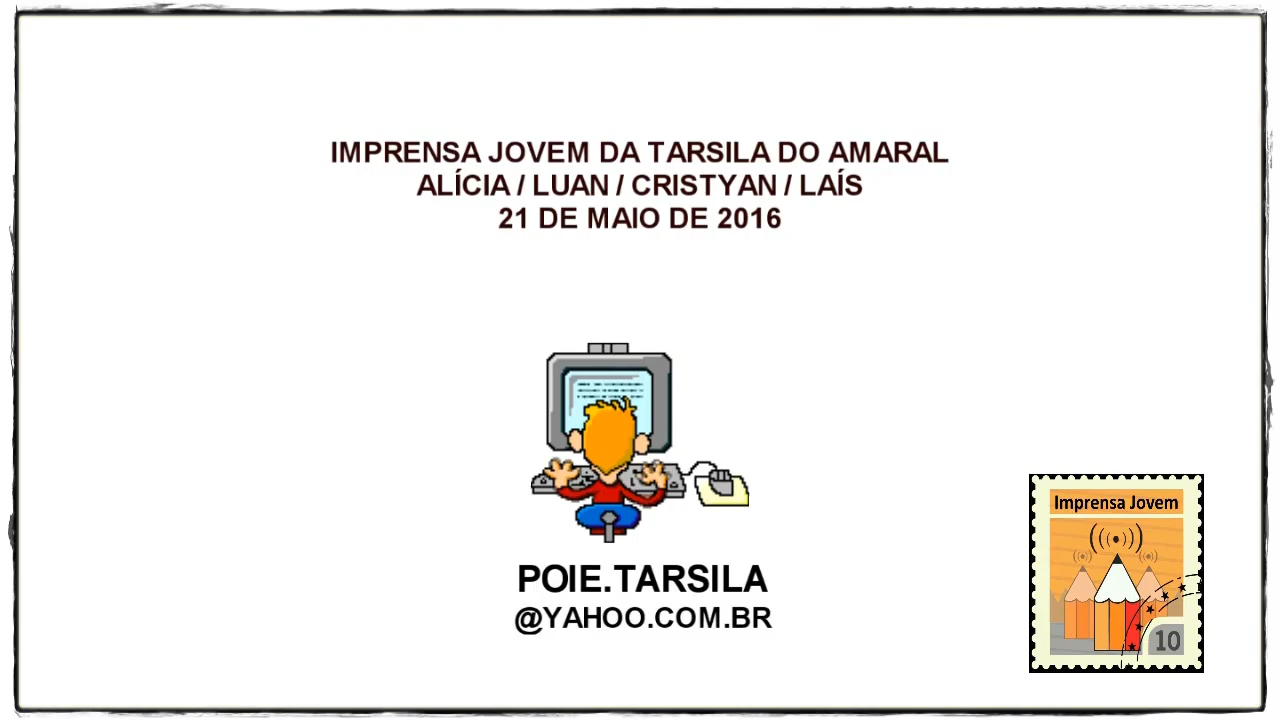 IMPRENSA JOVEM DA TARSILA DO AMARAL
ALÍCIA / LUAN / CRISTYAN / LAÍS
21 DE MAIO DE 2016
POIE.TARSILA
@YAHOO.COM.BR
Imprensa Jovem
10